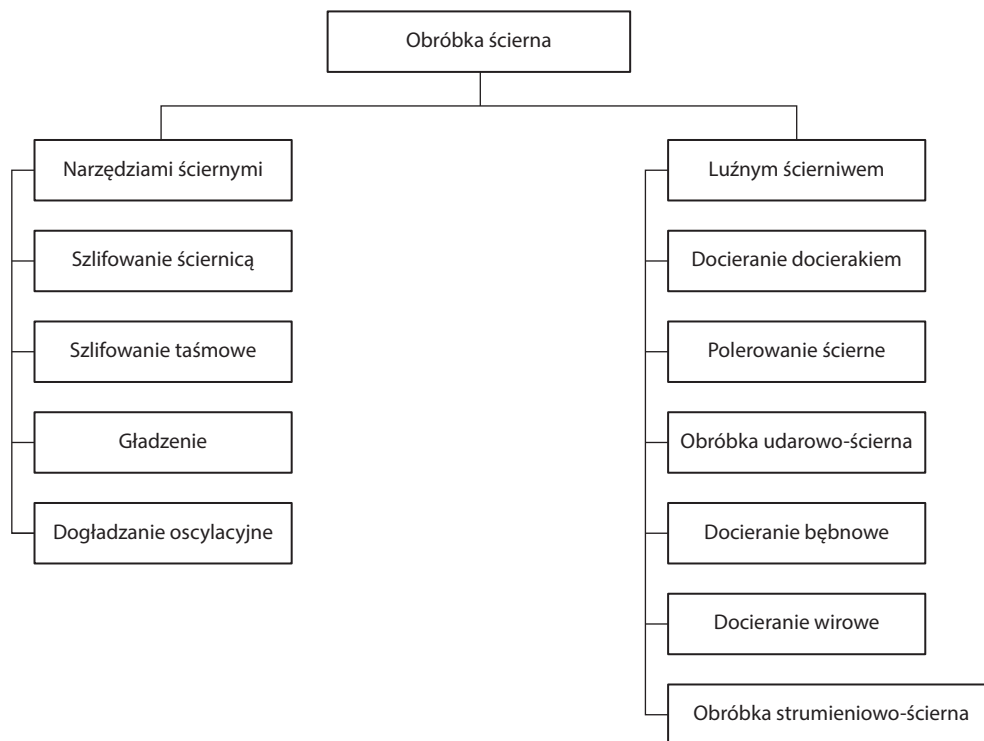 Obróbka ścierna
Narzędziami ściernymi
Szlifowanie ściernicą
Szlifowanie taśmowe
Gładzenie
Dogładzanie oscylacyjne
Luźnym ścierniwem
Docieranie docierakiem
Polerowanie ścierne
Obróbka udarowo-ścierna
Docieranie bębnowe
Docieranie wirowe
Obróbka strumieniowo-ścierna